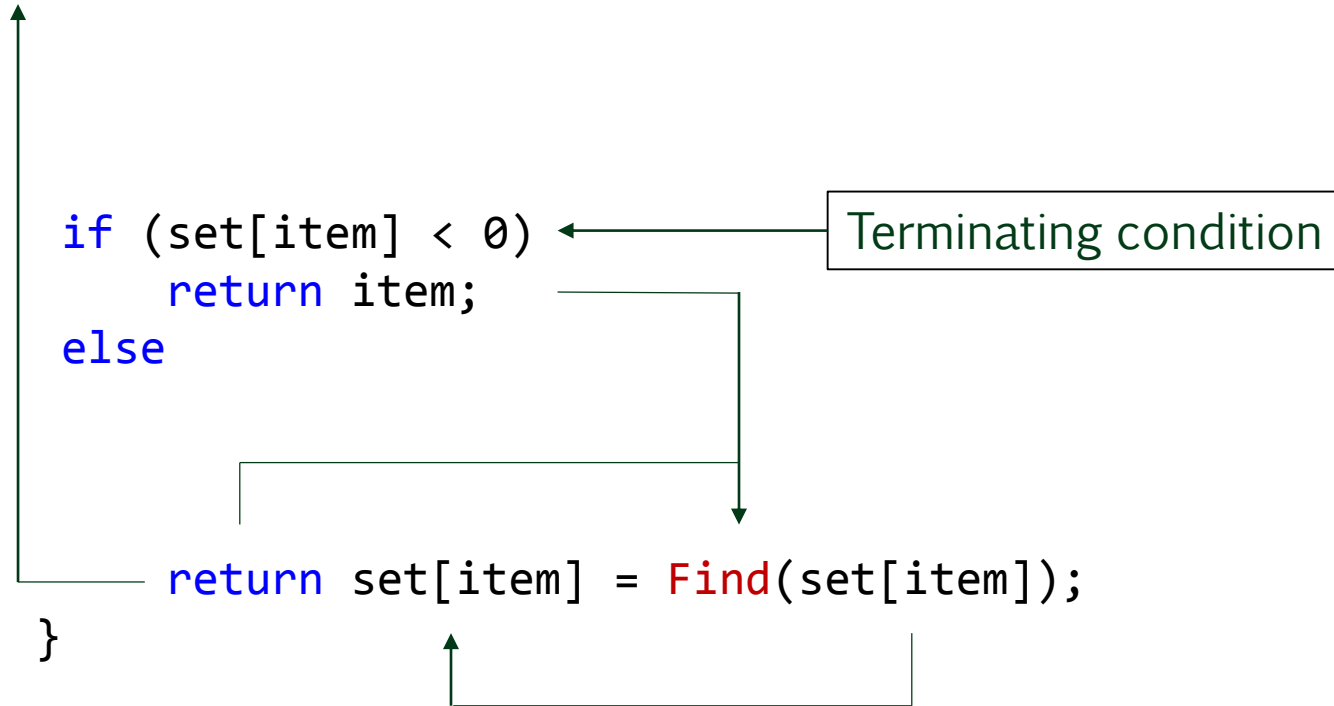 if (set[item] < 0)
Terminating condition
return item;
else
return set[item] = Find(set[item]);
}